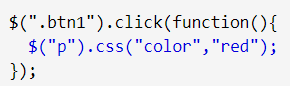 $(".btn1").click(function(){
  $("p").css("color","red");
});